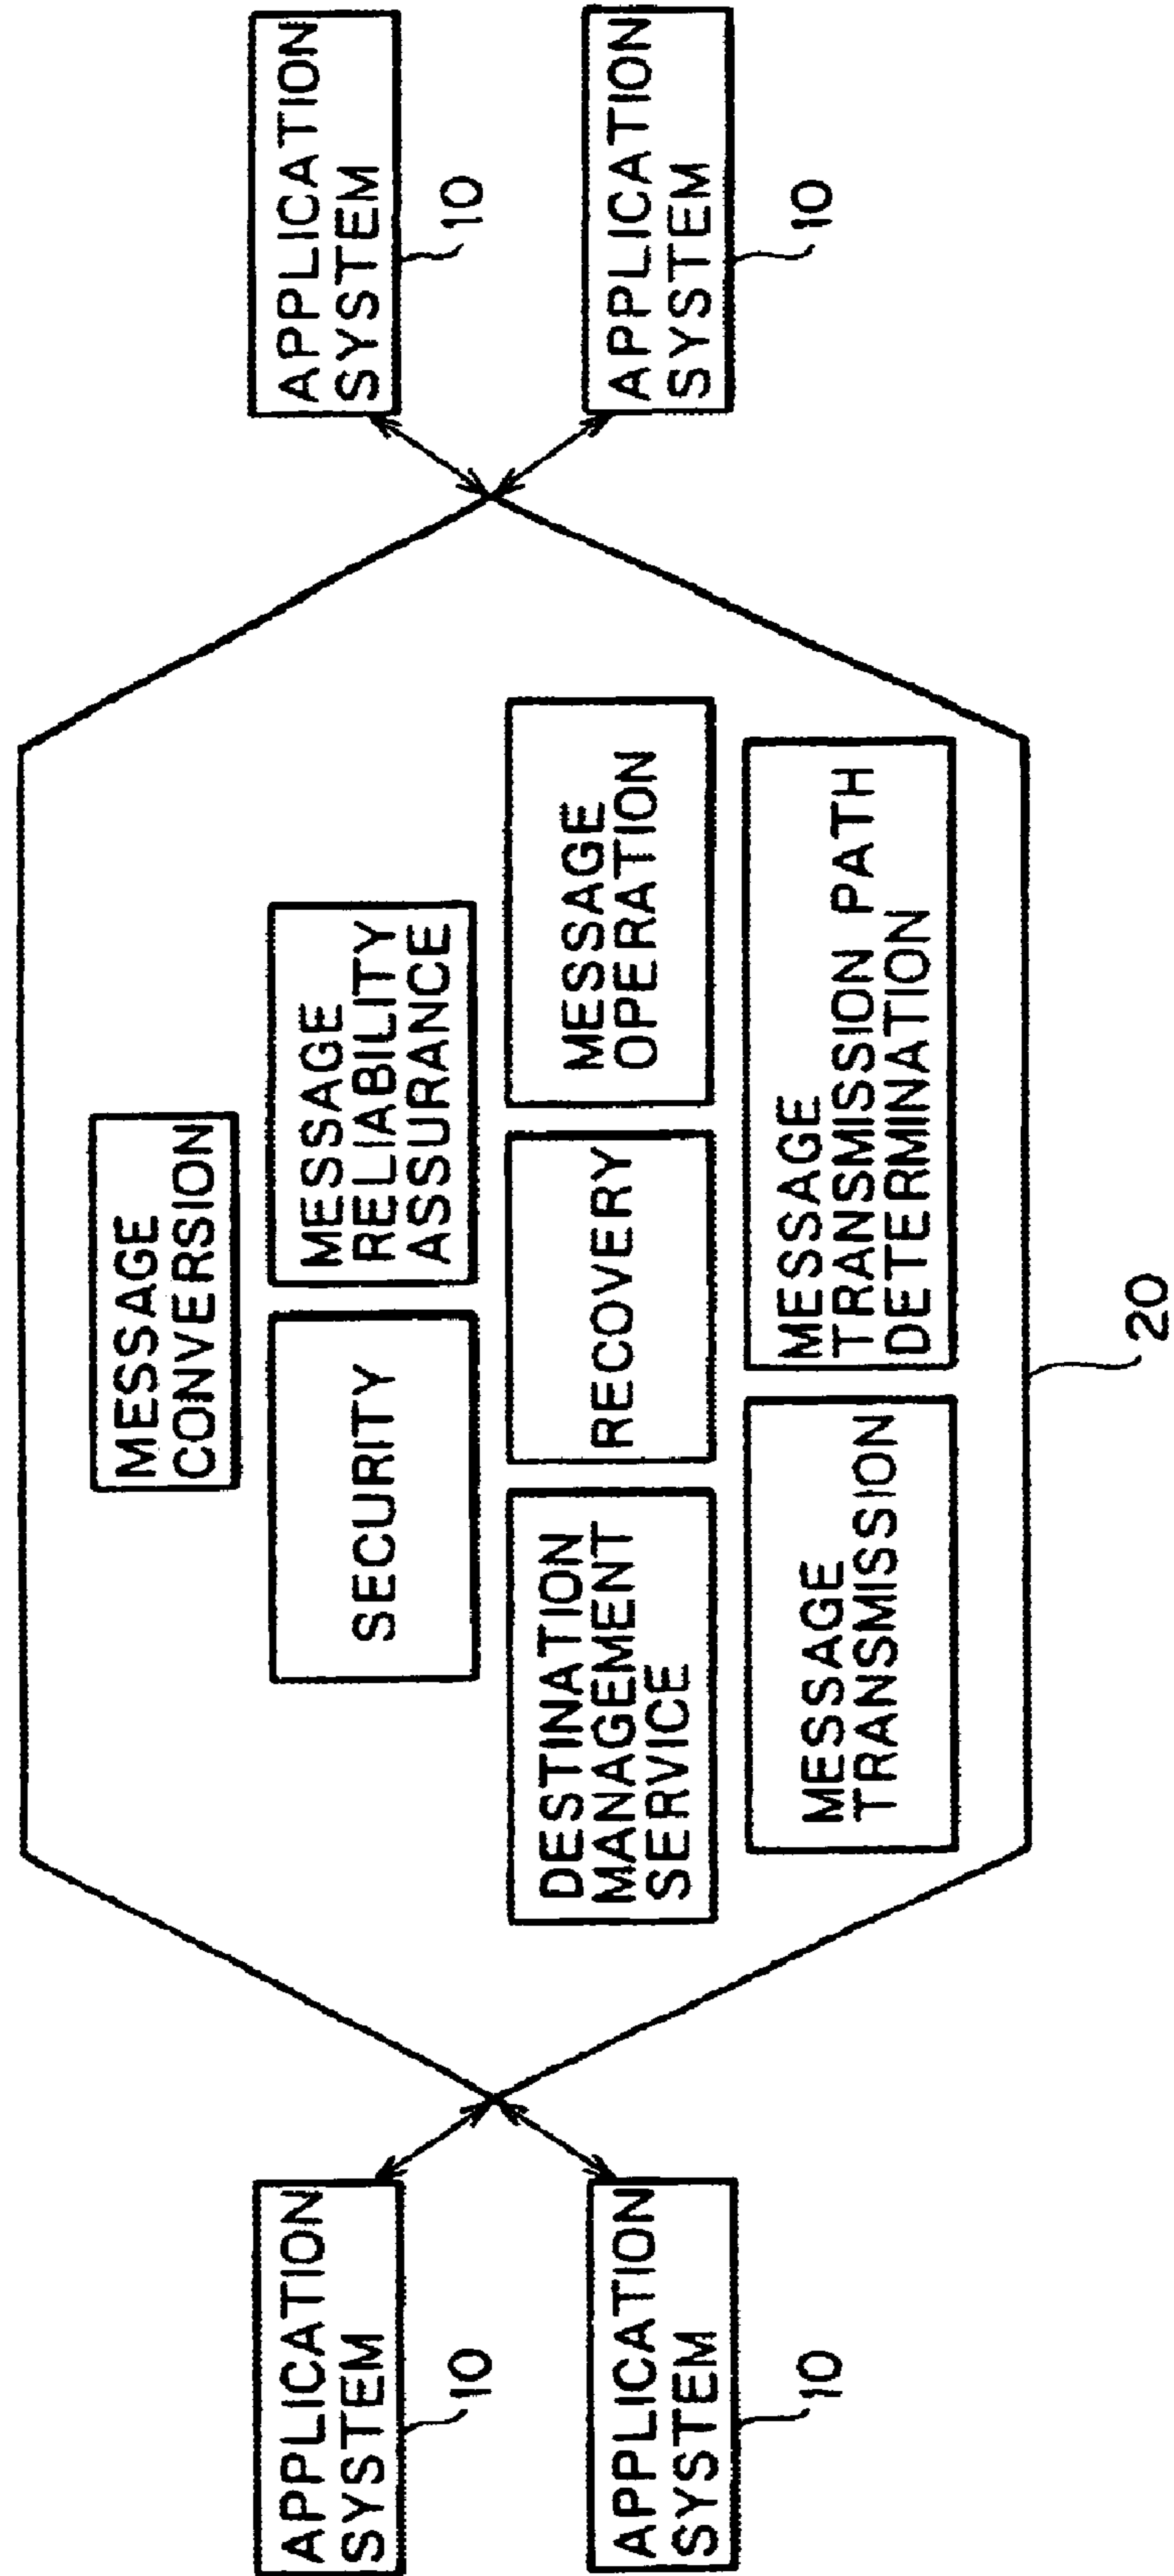 APPLICATION
SYSTEM
10
APPLICATION
SYSTEM
10
MESSAGE
CONVERSION
SECURITY
MESSAGE
RELIABILITY
ASSURANCE
DESTINATION
MANAGEMENT
SERVICE
RECOVERY
MESSAGE
OPERATION
MESSAGE
TRANSMISSION
MESSAGE
TRANSMISSION PATH
DETERMINATION
20
APPLICATION
SYSTEM
10
APPLICATION
SYSTEM
10